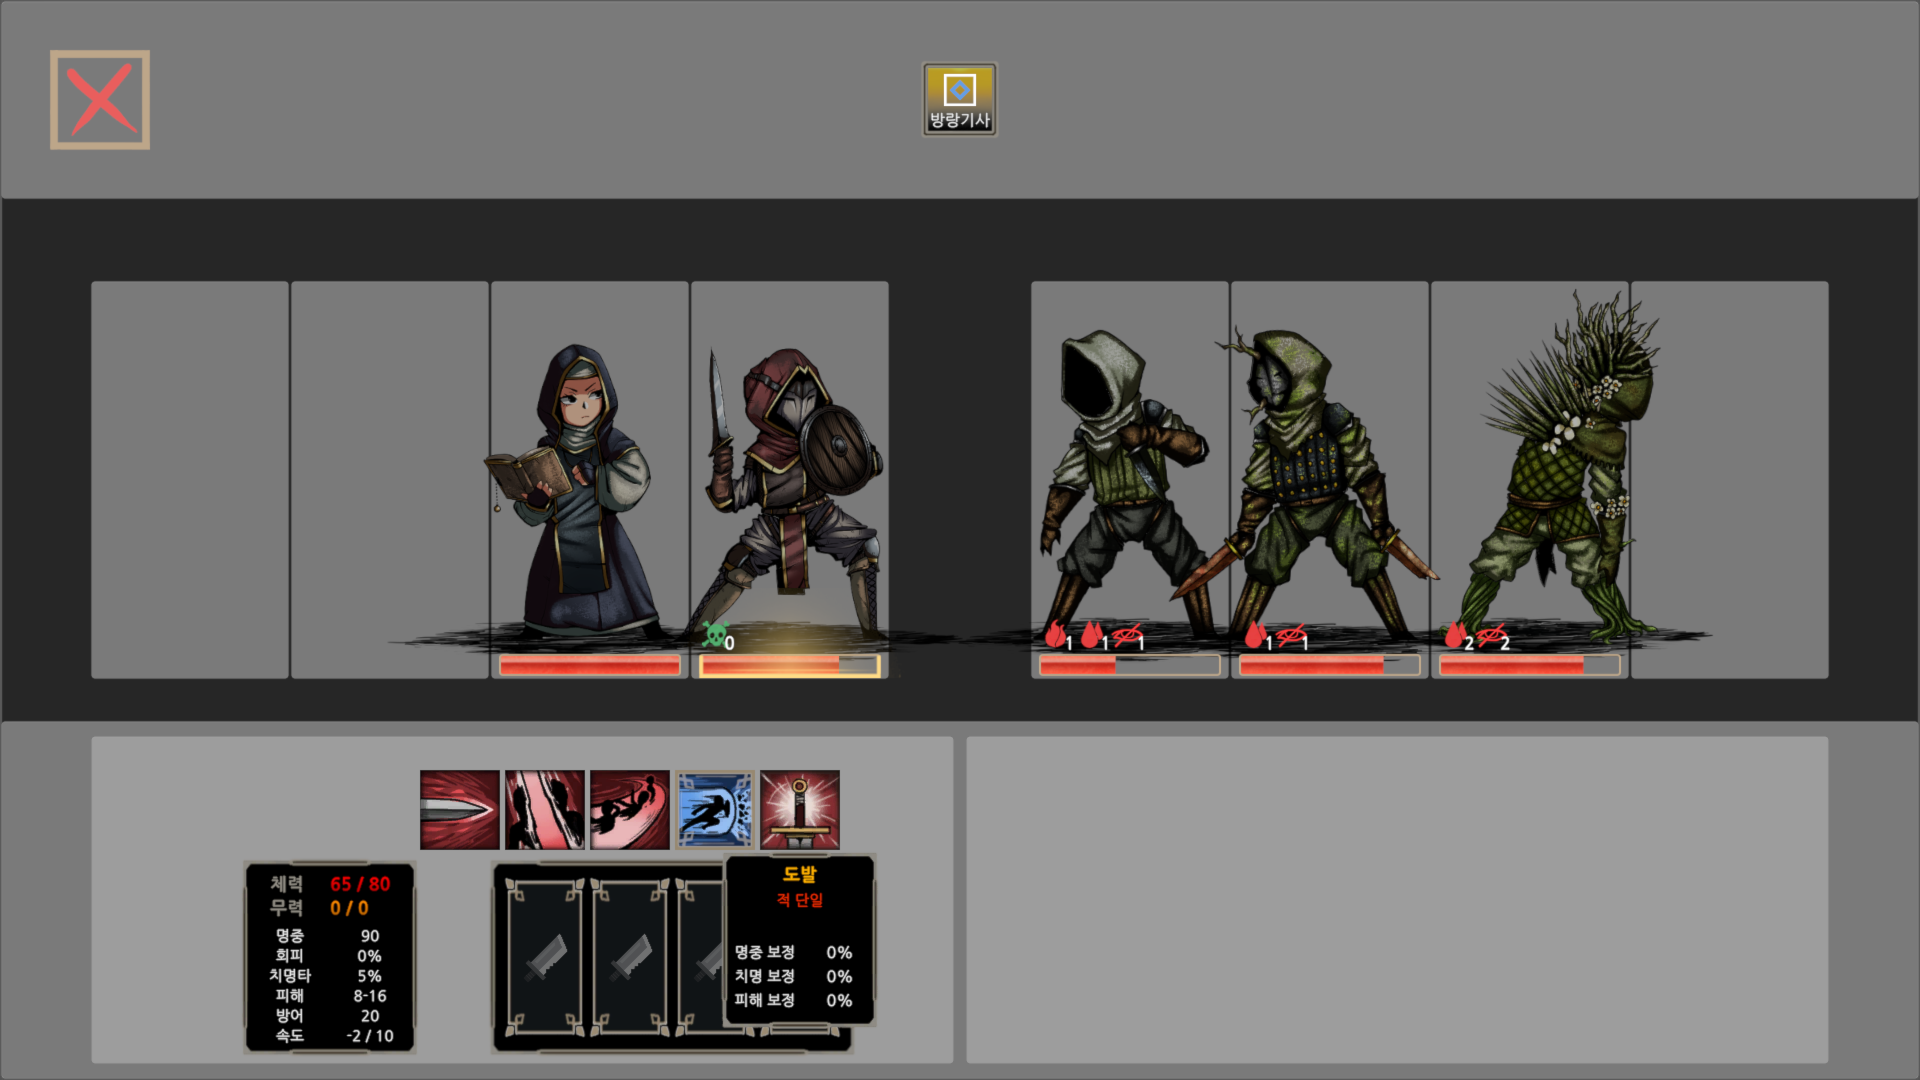 방랑기사
0
1 1 1
1 1
2 2
체력 65 / 80
무력 0 / 0
명중 90
회피 0%
치명타 5%
피해 8-16
방어 20
속도 -2 / 10
도발
적 단일
명중 보정 0%
치명 보정 0%
피해 보정 0%